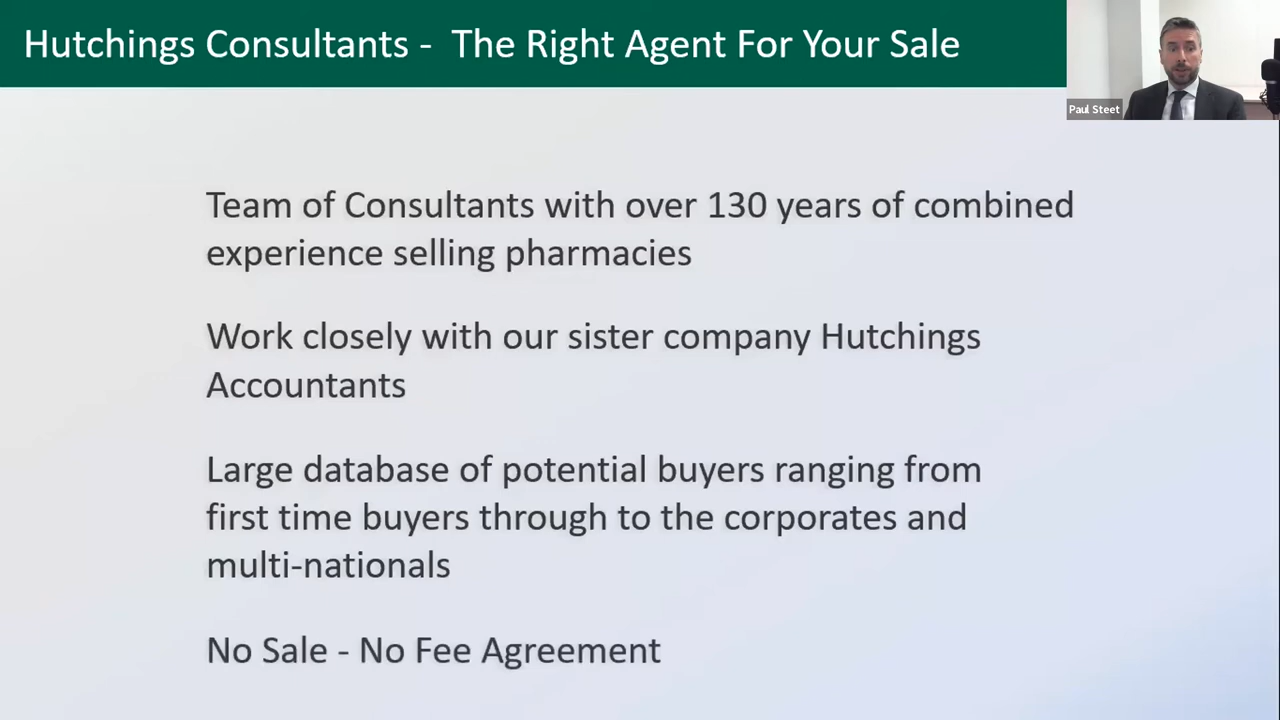 Hutchings Consultants -  The Right Agent For Your Sale
Paul Steet
Team of Consultants with over 130 years of combined
experience selling pharmacies
Work closely with our sister company Hutchings
Accountants
Large database of potential buyers ranging from
first time buyers through to the corporates and
multi-nationals
No Sale - No Fee Agreement